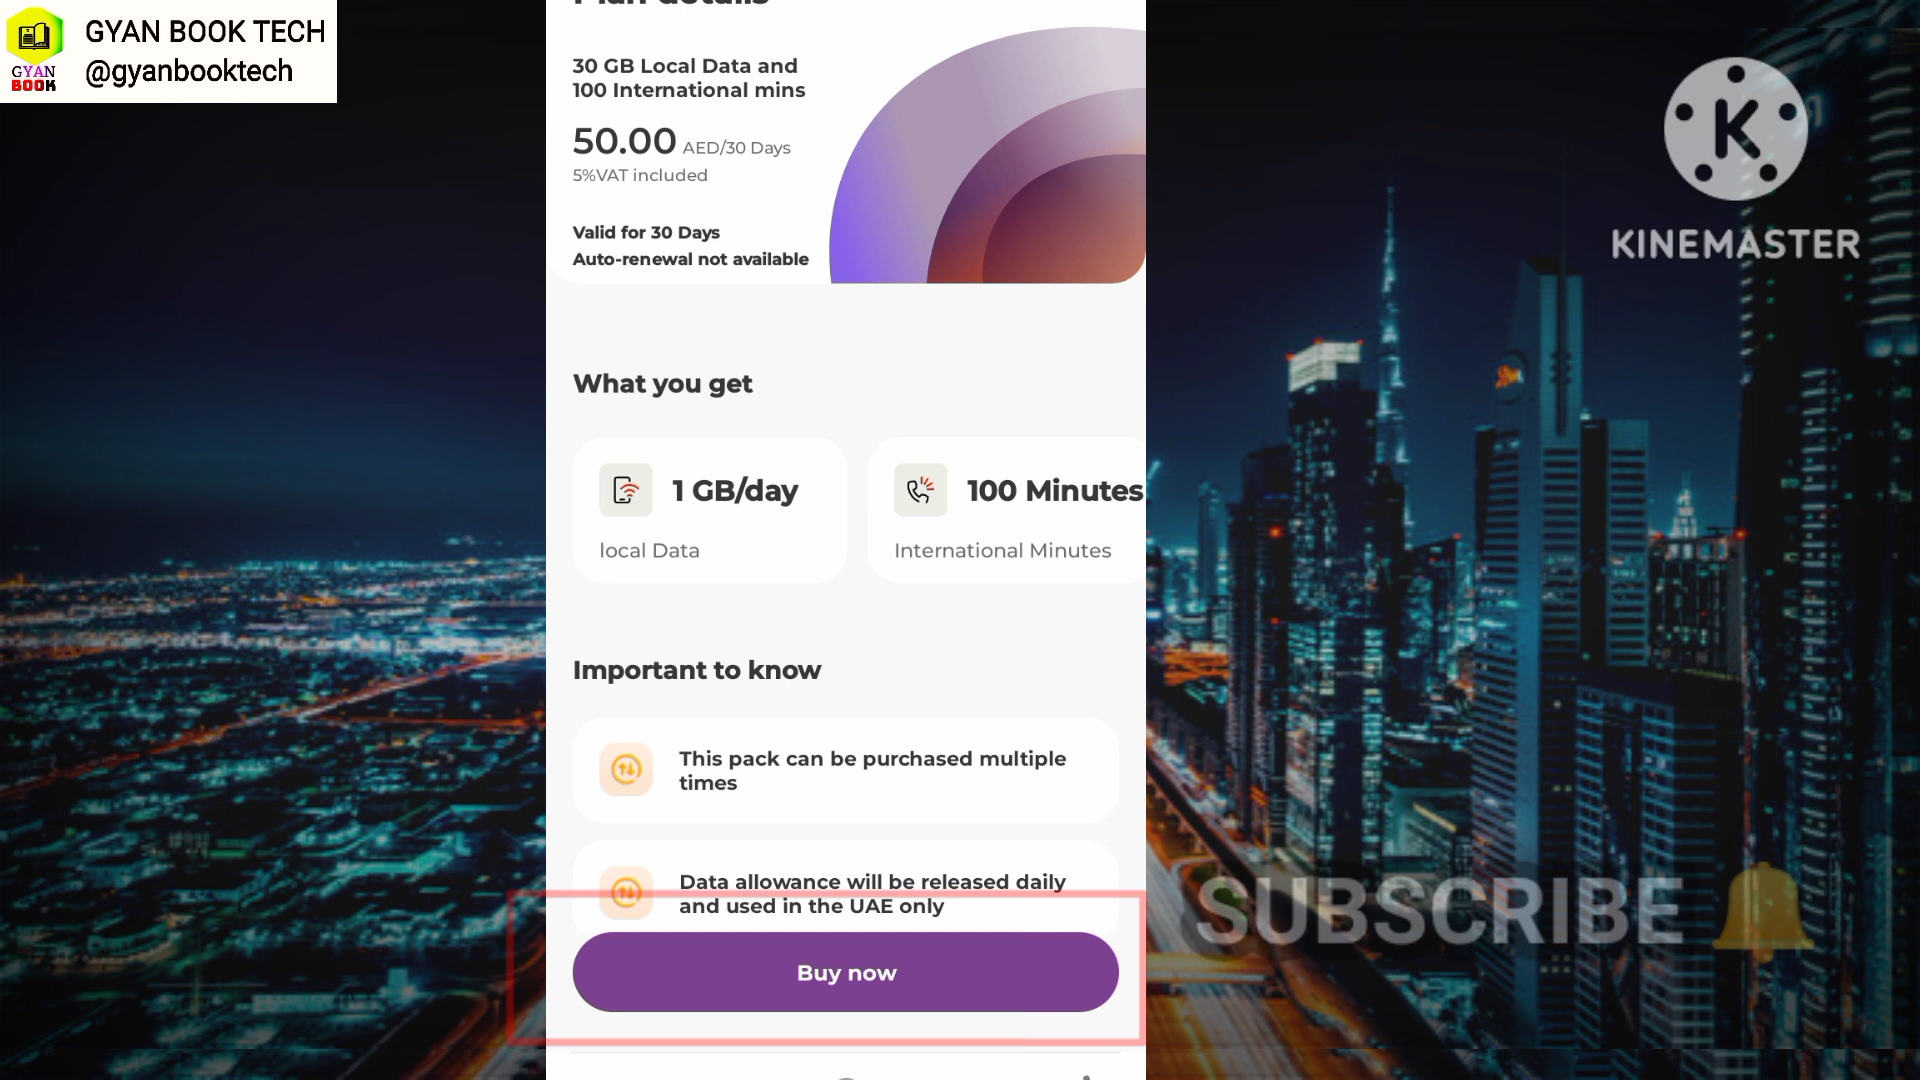 GYAN BOOK TECH
@gyanbooktech
GYAN
BOOK
Plan details
30 GB Local Data and
100 International mins
50.00 AED/30 Days
5%VAT included
Valid for 30 Days
Auto-renewal not available
What you get
1 GB/day
local Data
100 Minutes
International Minutes
Important to know
This pack can be purchased multiple
times
Data allowance will be released daily
and used in the UAE only
Buy now
K
KINEMASTER
SUBSCRIBE